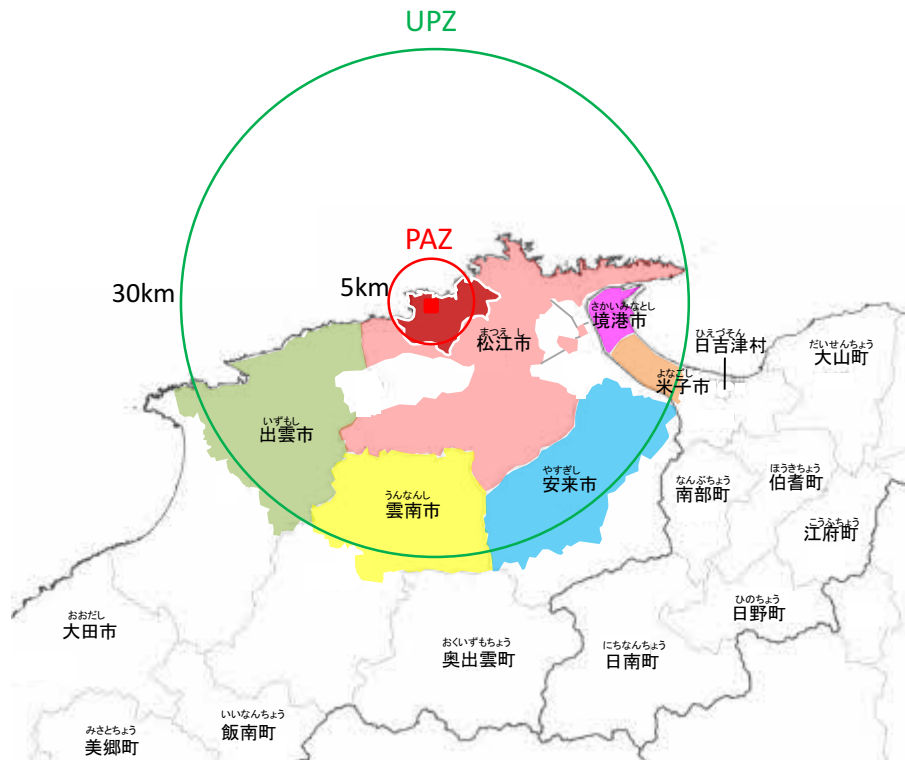 UPZ
PAZ
30km
5km
さかいみなとし
境港市
まつえ し
松江市
ひえづそん
日吉津村
だいせんちょう
大山町
よなごし
米子市
いずもし
出雲市
やすぎし
安来市
なんぶちょう
南部町
ほうきちょう
伯耆町
うんなんし
雲南市
こうふちょう
江府町
おおだし
大田市
おくいずもちょう
奥出雲町
にちなんちょう
日南町
ひのちょう
日野町
みさとちょう
美郷町
いいなんちょう
飯南町